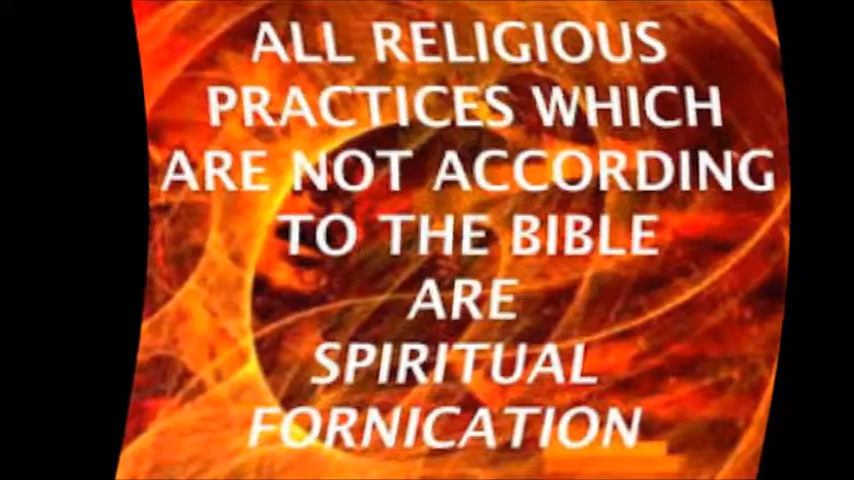 ALL RELIGIOUS
PRACTICES WHICH
ARE NOT ACCORDING
TO THE BIBLE
ARE
SPIRITUAL
FORNICATION